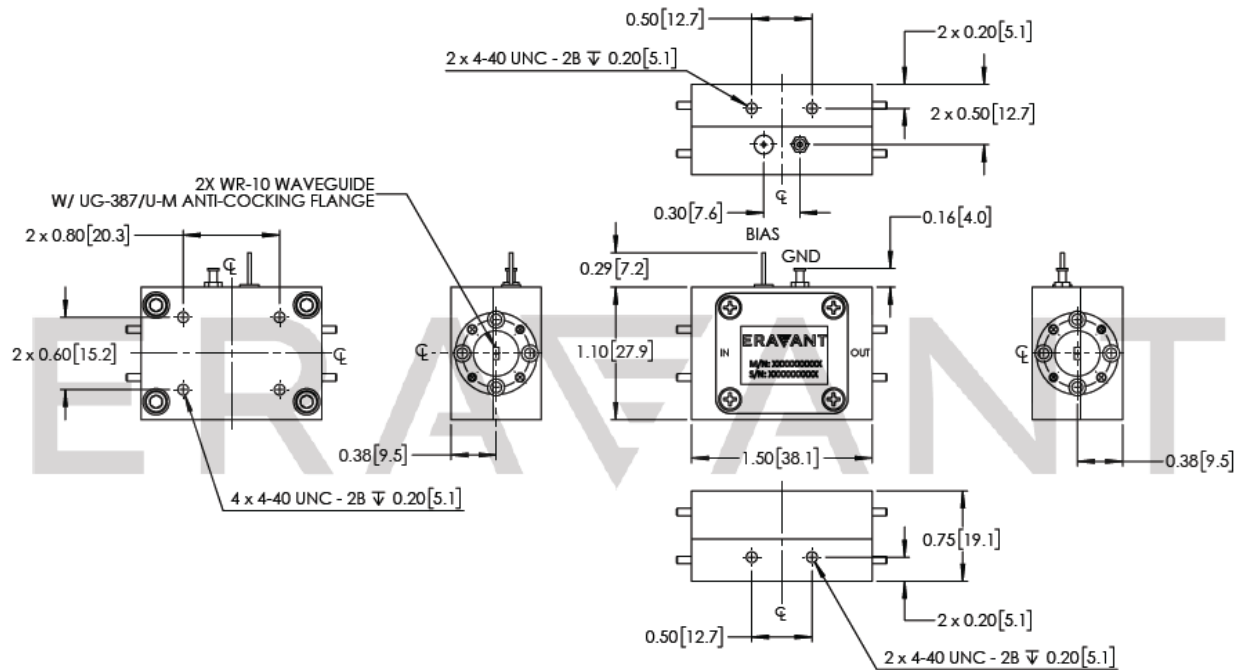 0.50[12.7]
2 x 0.20[5.1]
2 x 4-40 UNC - 2B ↧ 0.20[5.1]
2 x 0.50[12.7]
2X WR-10 WAVEGUIDE
W/ UG-387/U-M ANTI-COCKING FLANGE
℄
0.30[7.6]
0.16[4.0]
2 x 0.80[20.3]
BIAS
GND
℄
0.29[7.2]
2 x 0.60[15.2]
℄
℄
1.10[27.9]
ERAVANT
IN
OUT
M/N: XXXXXXXXXX
S/N: XXXXXXXXXX
℄
ERAVANT
0.38[9.5]
1.50[38.1]
0.38[9.5]
4 x 4-40 UNC - 2B ↧ 0.20[5.1]
0.75[19.1]
℄
2 x 0.20[5.1]
0.50[12.7]
2 x 4-40 UNC - 2B ↧ 0.20[5.1]